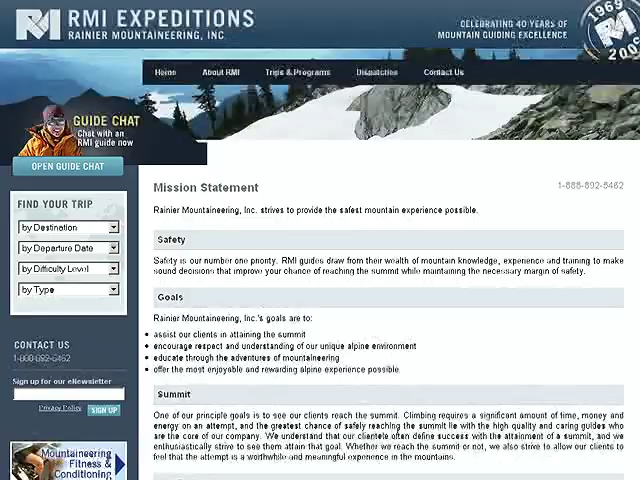 RMI EXPEDITIONS
RAINIER MOUNTAINEERING, INC.
CELEBRATING 40 YEARS OF
MOUNTAIN GUIDING EXCELLENCE
1969
RMI
2009
Home About RMI Trips & Programs Dispatches Contact Us
GUIDE CHAT
Chat with an
RMI guide now
OPEN GUIDE CHAT
FIND YOUR TRIP
by Destination
by Departure Date
by Difficulty Level
by Type
CONTACT US
1-888-892-5462
Sign up for our eNewsletter
Privacy Policy
SIGN UP
Mountaineering
Fitness &
Conditioning
Mission Statement
1-888-892-5462
Rainier Mountaineering, Inc. strives to provide the safest mountain experience possible.
Safety
Safety is our number one priority. RMI guides draw from their wealth of mountain knowledge, experience and training to make
sound decisions that improve your chance of reaching the summit while maintaining the necessary margin of safety.
Goals
Rainier Mountaineering, Inc.'s goals are to:
assist our clients in attaining the summit
encourage respect and understanding of our unique alpine environment
educate through the adventures of mountaineering
offer the most enjoyable and rewarding alpine experience possible
Summit
One of our principle goals is to see our clients reach the summit. Climbing requires a significant amount of time, money and
energy on an attempt, and the greatest chance of safely reaching the summit lie with the high quality and caring guides who
are the core of our company. We understand that our clientele often define success with the attainment of a summit, and we
enthusiastically strive to see them attain that goal. Whether we reach the summit or not, we also strive to allow our clients to
feel that the attempt is a worthwhile and meaningful experience in the mountains.